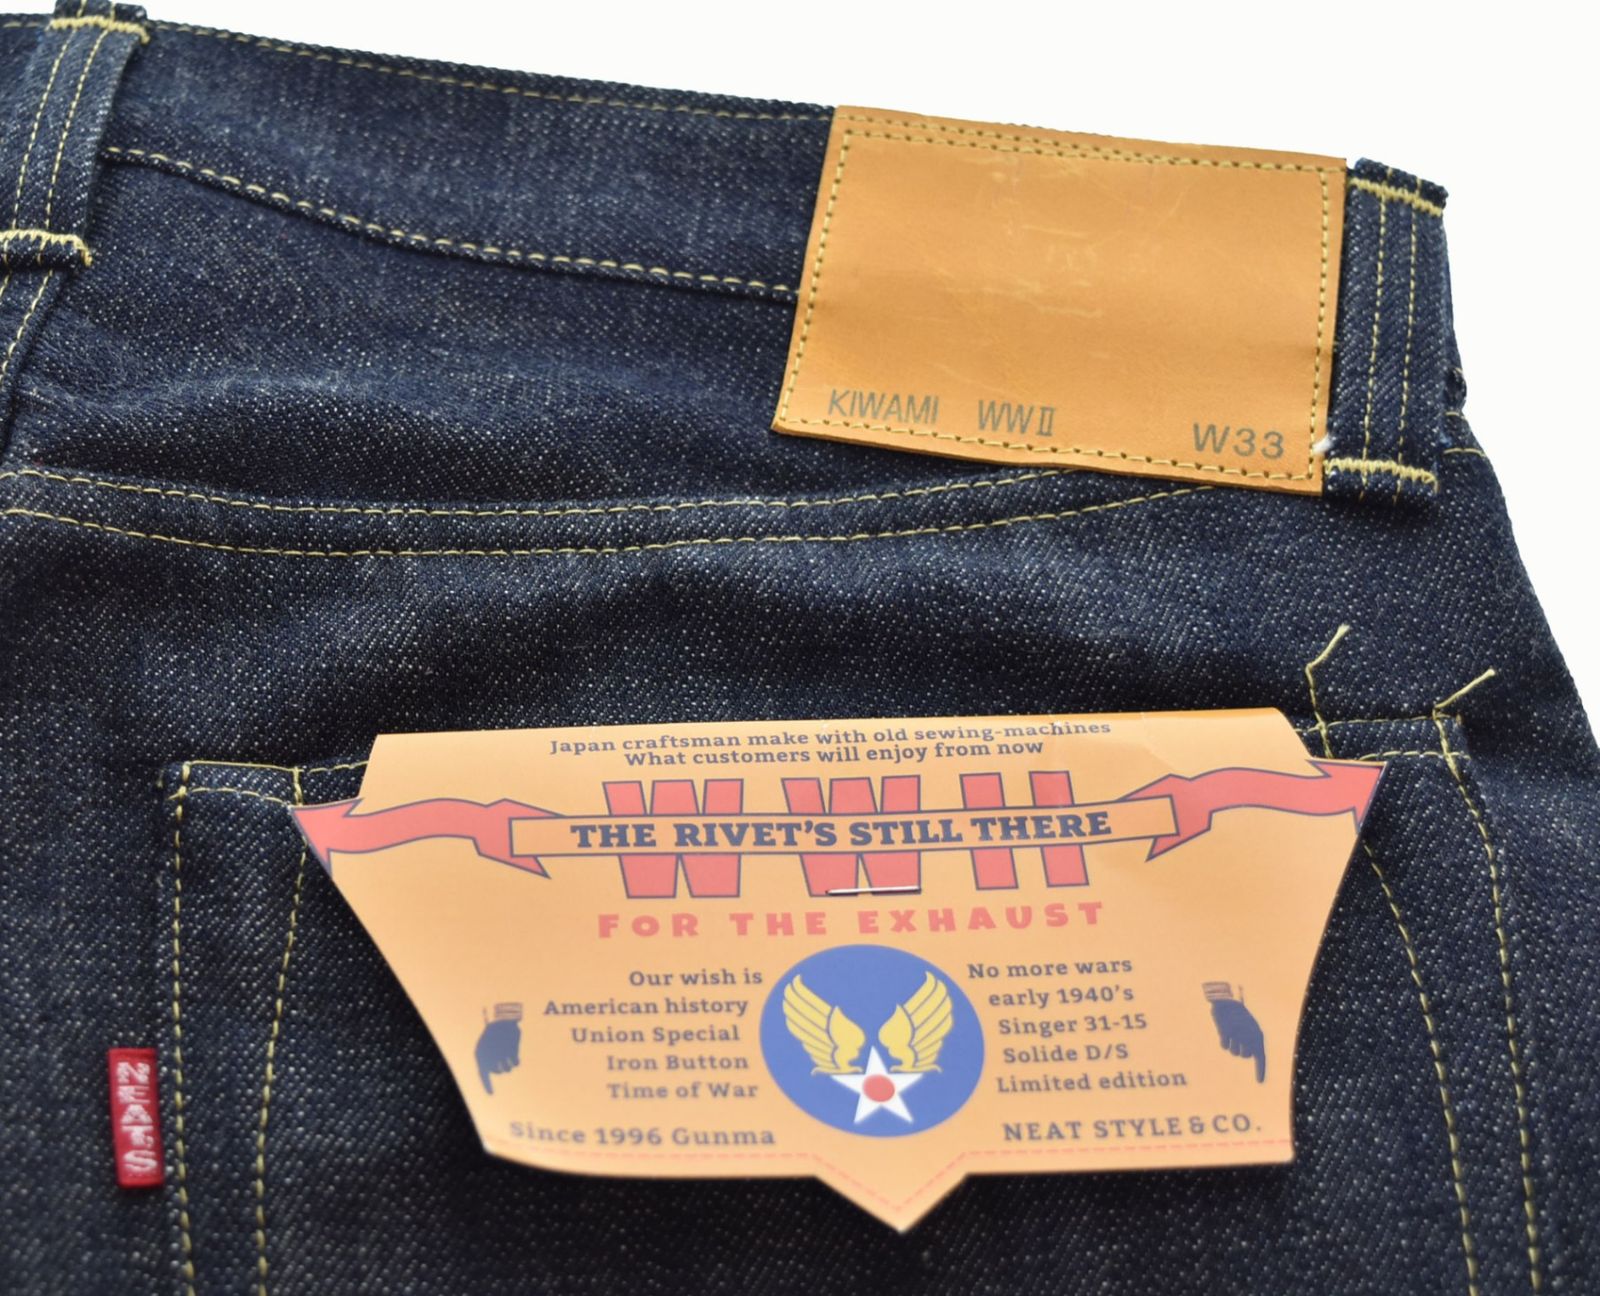 KIWAMI WWII W33
Japan craftsman make with old sewing-machines
What customers will enjoy from now
WWII
THE RIVET'S STILL THERE
FOR THE EXHAUST
Our wish is
American history
Union Special
Iron Button
Time of War
No more wars
early 1940's
Singer 31-15
Solide D/S
Limited edition
Since 1996 Gunma
NEAT STYLE & CO.